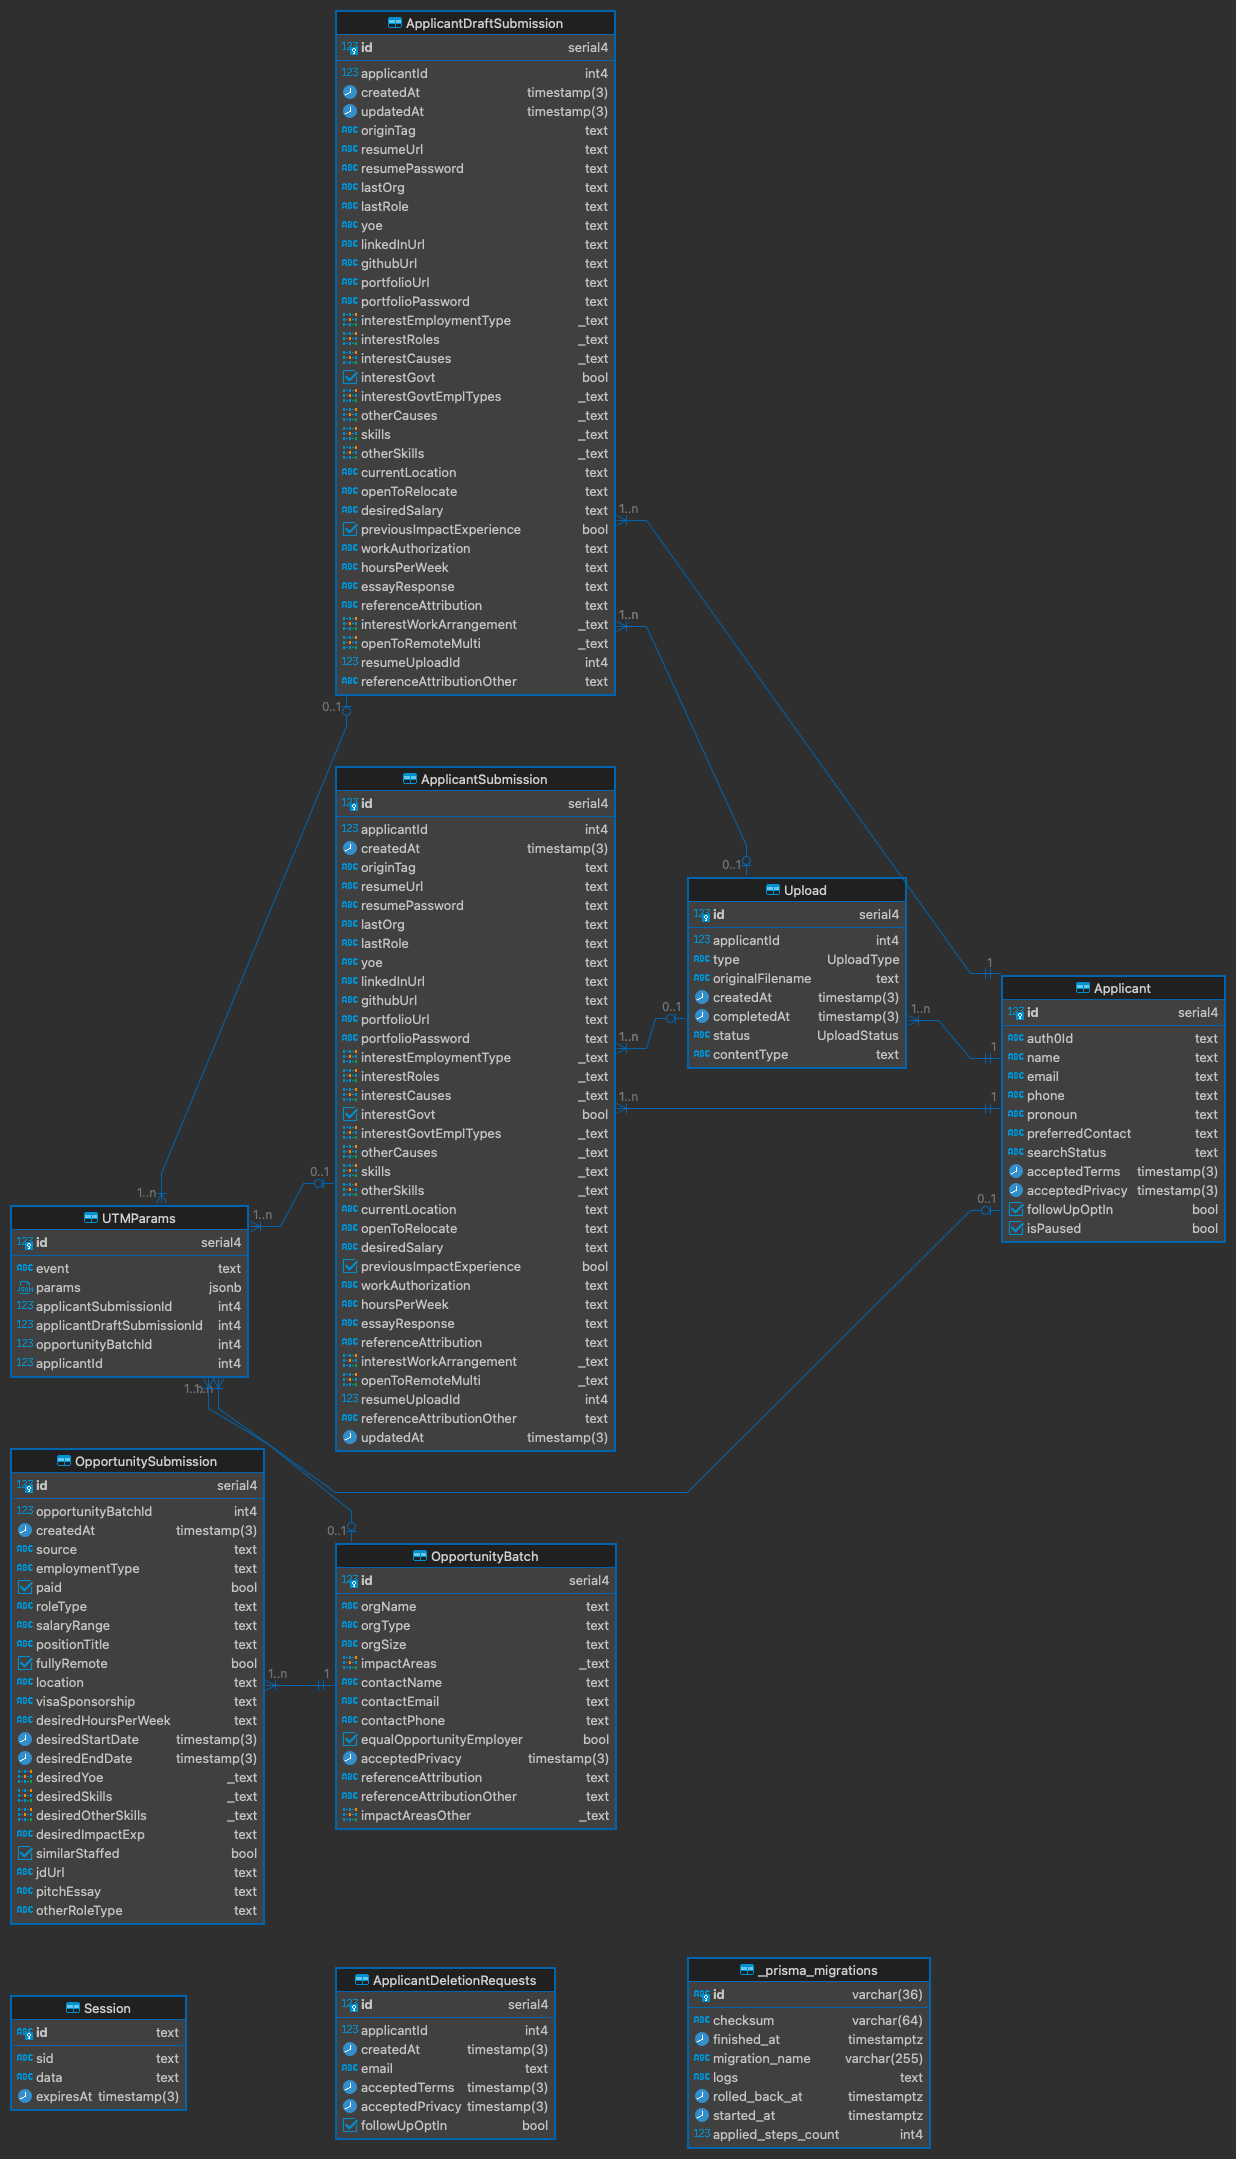 ApplicantDraftSubmission
id serial4
applicantId int4
createdAt timestamp(3)
updatedAt timestamp(3)
originTag text
resumeUrl text
resumePassword text
lastOrg text
lastRole text
yoe text
linkedInUrl text
githubUrl text
portfolioUrl text
portfolioPassword text
interestEmploymentType _text
interestRoles _text
interestCauses _text
interestGovt bool
interestGovtEmplTypes _text
otherCauses _text
skills _text
otherSkills _text
currentLocation text
openToRelocate text
desiredSalary text
previousImpactExperience bool
workAuthorization text
hoursPerWeek text
essayResponse text
referenceAttribution text
interestWorkArrangement _text
openToRemoteMulti _text
resumeUploadId int4
referenceAttributionOther text
1..n
1..n
0..1
0..1
ApplicantSubmission
id serial4
applicantId int4
createdAt timestamp(3)
originTag text
resumeUrl text
resumePassword text
lastOrg text
lastRole text
yoe text
linkedInUrl text
githubUrl text
portfolioUrl text
portfolioPassword text
interestEmploymentType _text
interestRoles _text
interestCauses _text
interestGovt bool
interestGovtEmplTypes _text
otherCauses _text
skills _text
otherSkills _text
currentLocation text
openToRelocate text
desiredSalary text
previousImpactExperience bool
workAuthorization text
hoursPerWeek text
essayResponse text
referenceAttribution text
interestWorkArrangement _text
openToRemoteMulti _text
resumeUploadId int4
referenceAttributionOther text
updatedAt timestamp(3)
Upload
id serial4
applicantId int4
type UploadType
originalFilename text
createdAt timestamp(3)
completedAt timestamp(3)
status UploadStatus
contentType text
1
0..1
1..n
1..n
1
1..n
1
Applicant
id serial4
auth0Id text
name text
email text
phone text
pronoun text
preferredContact text
searchStatus text
acceptedTerms timestamp(3)
acceptedPrivacy timestamp(3)
followUpOptIn bool
isPaused bool
0..1
0..1
1..n
1..n
UTMParams
id serial4
event text
params jsonb
applicantSubmissionId int4
applicantDraftSubmissionId int4
opportunityBatchId int4
applicantId int4
1..n
1..n
OpportunitySubmission
id serial4
opportunityBatchId int4
createdAt timestamp(3)
source text
employmentType text
paid bool
roleType text
salaryRange text
positionTitle text
fullyRemote bool
location text
visaSponsorship text
desiredHoursPerWeek text
desiredStartDate timestamp(3)
desiredEndDate timestamp(3)
desiredYoe _text
desiredSkills _text
desiredOtherSkills _text
desiredImpactExp text
similarStaffed bool
jdUrl text
pitchEssay text
otherRoleType text
0..1
1..n
1
OpportunityBatch
id serial4
orgName text
orgType text
orgSize text
impactAreas _text
contactName text
contactEmail text
contactPhone text
equalOpportunityEmployer bool
acceptedPrivacy timestamp(3)
referenceAttribution text
referenceAttributionOther text
impactAreasOther _text
Session
id text
sid text
data text
expiresAt timestamp(3)
ApplicantDeletionRequests
id serial4
applicantId int4
createdAt timestamp(3)
email text
acceptedTerms timestamp(3)
acceptedPrivacy timestamp(3)
followUpOptIn bool
_prisma_migrations
id varchar(36)
checksum varchar(64)
finished_at timestamptz
migration_name varchar(255)
logs text
rolled_back_at timestamptz
started_at timestamptz
applied_steps_count int4